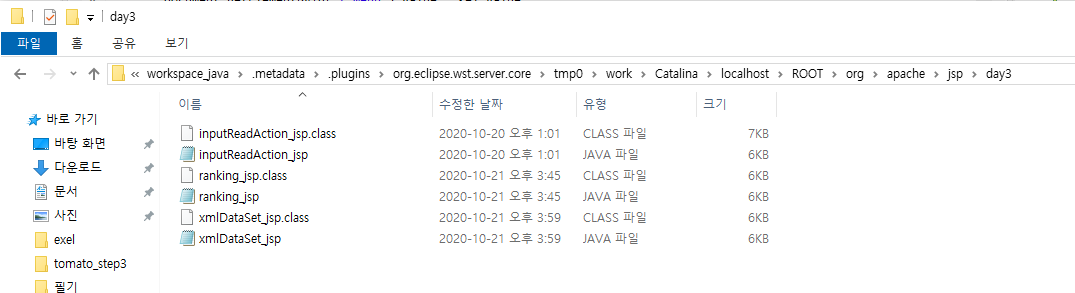 day3
파일 홈 공유 보기
« workspace_java > .metadata > .plugins > org.eclipse.wst.server.core > tmp0 > work > Catalina > localhost > ROOT > org > apache > jsp > day3
이름 수정한 날짜 유형 크기
바로 가기
바탕 화면
다운로드
문서
사진
exel
tomato_step3
필기
inputReadAction_jsp.class 2020-10-20 오후 1:01 CLASS 파일 7KB
inputReadAction_jsp 2020-10-20 오후 1:01 JAVA 파일 6KB
ranking_jsp.class 2020-10-21 오후 3:45 CLASS 파일 6KB
ranking_jsp 2020-10-21 오후 3:45 JAVA 파일 6KB
xmlDataSet_jsp.class 2020-10-21 오후 3:59 CLASS 파일 6KB
xmlDataSet_jsp 2020-10-21 오후 3:59 JAVA 파일 6KB